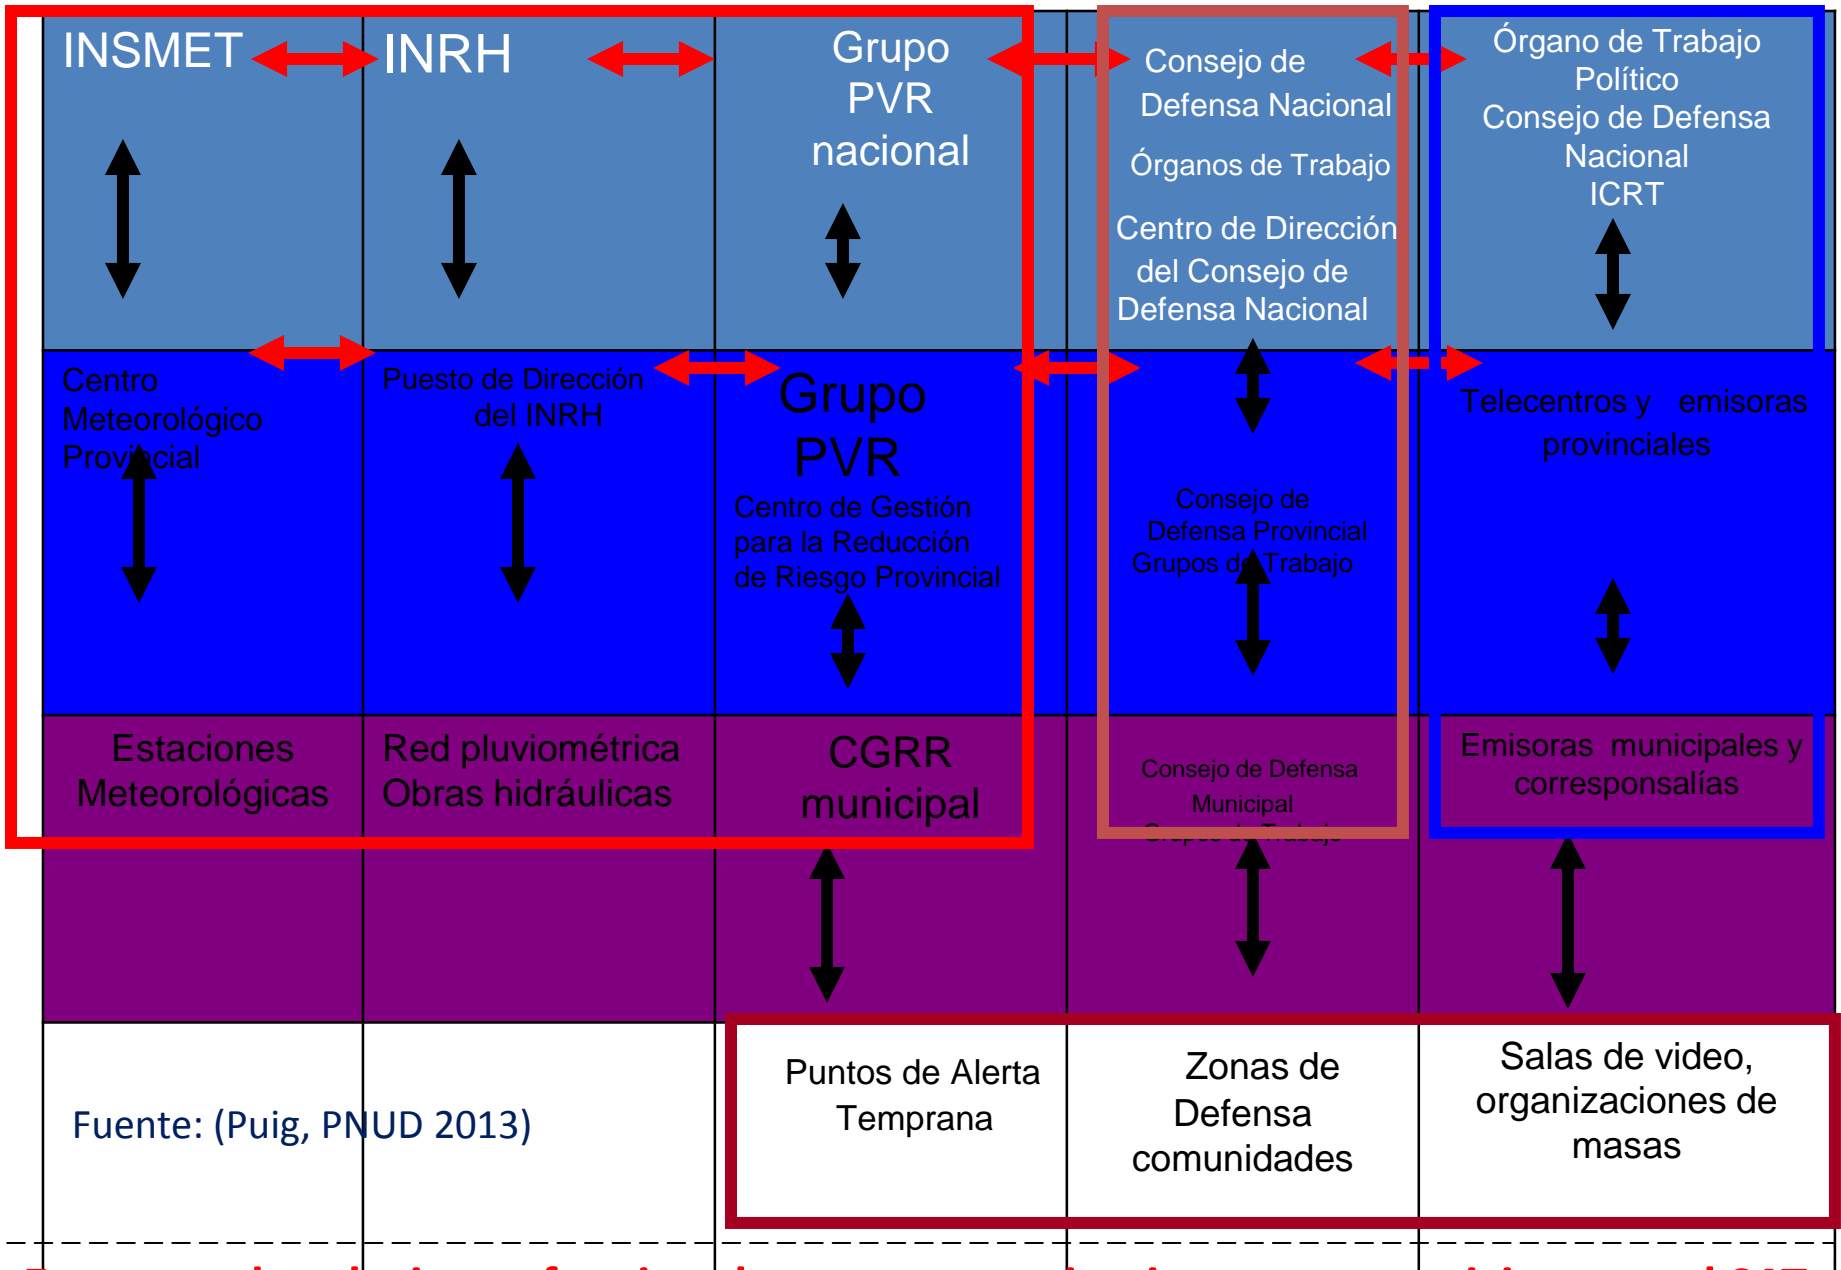 INSMET
INRH
Grupo
PVR
nacional
Consejo de
Defensa Nacional
Órganos de Trabajo
Centro de Dirección
del Consejo de
Defensa Nacional
Órgano de Trabajo
Político
Consejo de Defensa
Nacional
ICRT
Centro
Meteorológico
Provincial
Puesto de Dirección
del INRH
Grupo
PVR
Centro de Gestión
para la Reducción
de Riesgo Provincial
Consejo de
Defensa Provincial
Grupos de Trabajo
Telecentros y emisoras
provinciales
Estaciones
Meteorológicas
Red pluviométrica
Obras hidráulicas
CGRR
municipal
Consejo de Defensa
Municipal
Grupos de Trabajo
Emisoras municipales y
corresponsalías
Fuente: (Puig, PNUD 2013)
Puntos de Alerta
Temprana
Zonas de
Defensa
comunidades
Salas de video,
organizaciones de
masas